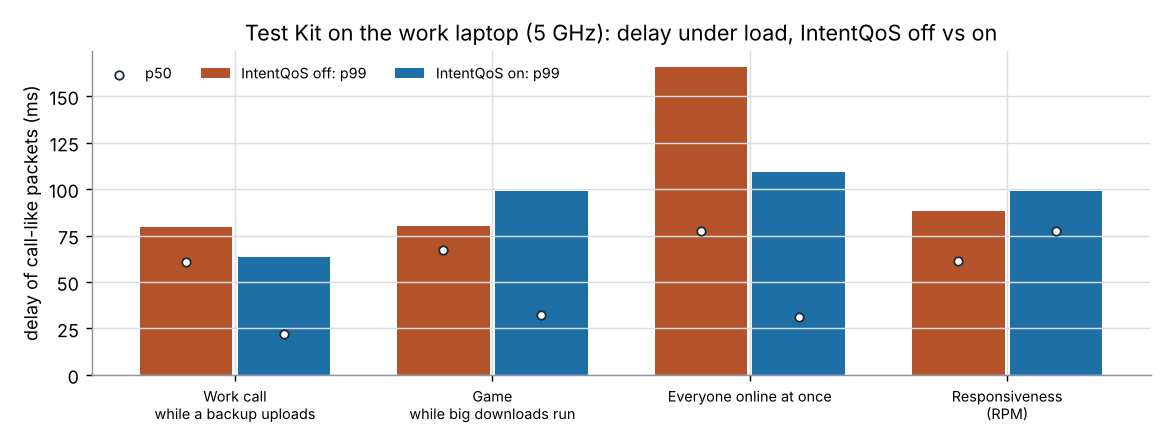 Test Kit on the work laptop (5 GHz): delay under load, IntentQoS off vs on
p50
IntentQoS off: p99
IntentQoS on: p99
delay of call-like packets (ms)
150
125
100
75
50
25
0
Work call
while a backup uploads
Game
while big downloads run
Everyone online at once
Responsiveness
(RPM)